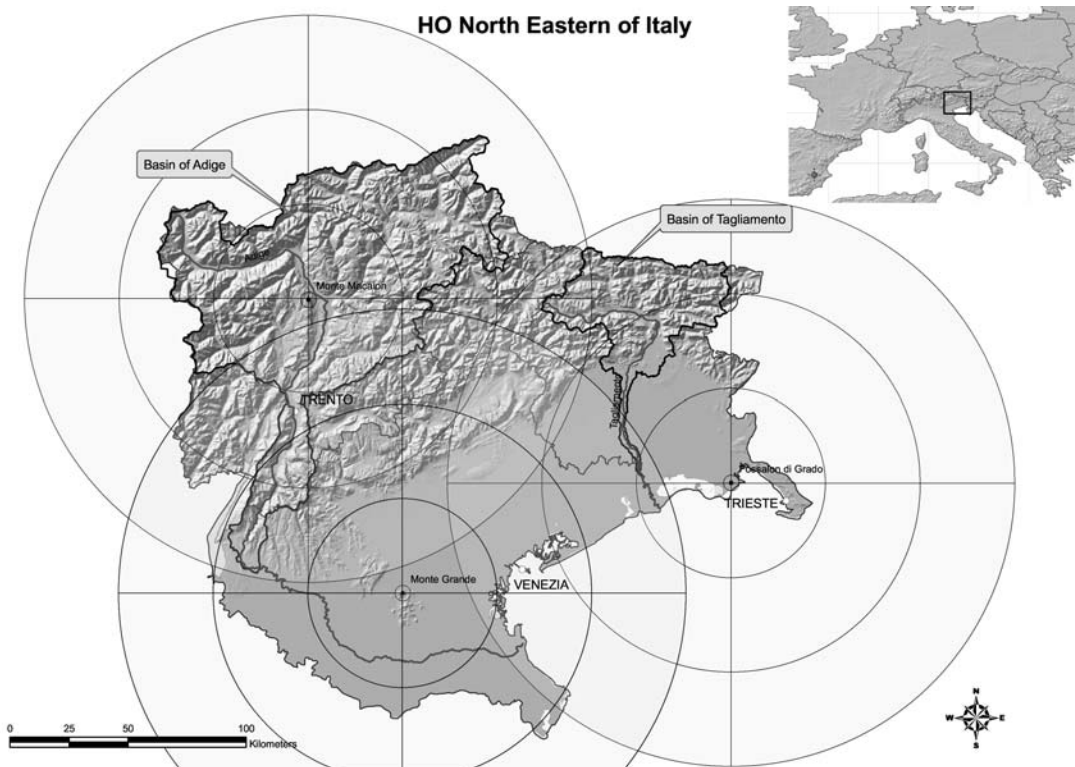 HO North Eastern of Italy
Basin of Adige
Basin of Tagliamento
Adige
Monte Macaion
TRENTO
Tagliamento
Fossalon di Grado
TRIESTE
Monte Grande
VENEZIA
0 25 50 100
Kilometers
N
W E
S